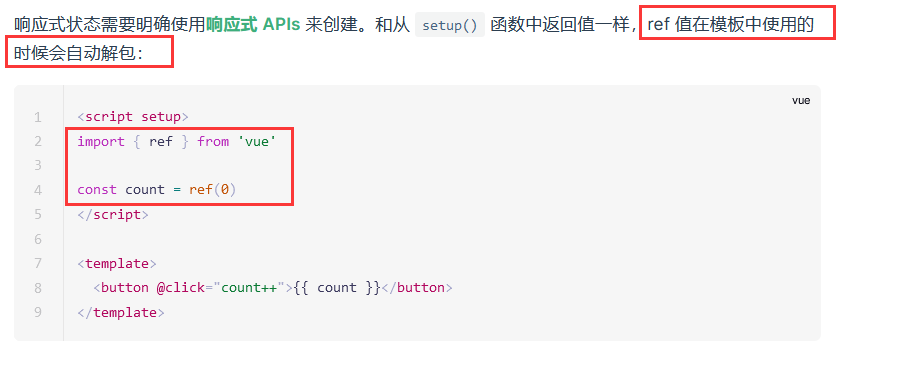 响应式状态需要明确使用响应式 APIs 来创建。和从 setup() 函数中返回值一样，ref 值在模板中使用的
时候会自动解包：
vue
1 <script setup>
2 import { ref } from 'vue'
3
4 const count = ref(0)
5 </script>
6
7 <template>
8   <button @click="count++">{{ count }}</button>
9 </template>